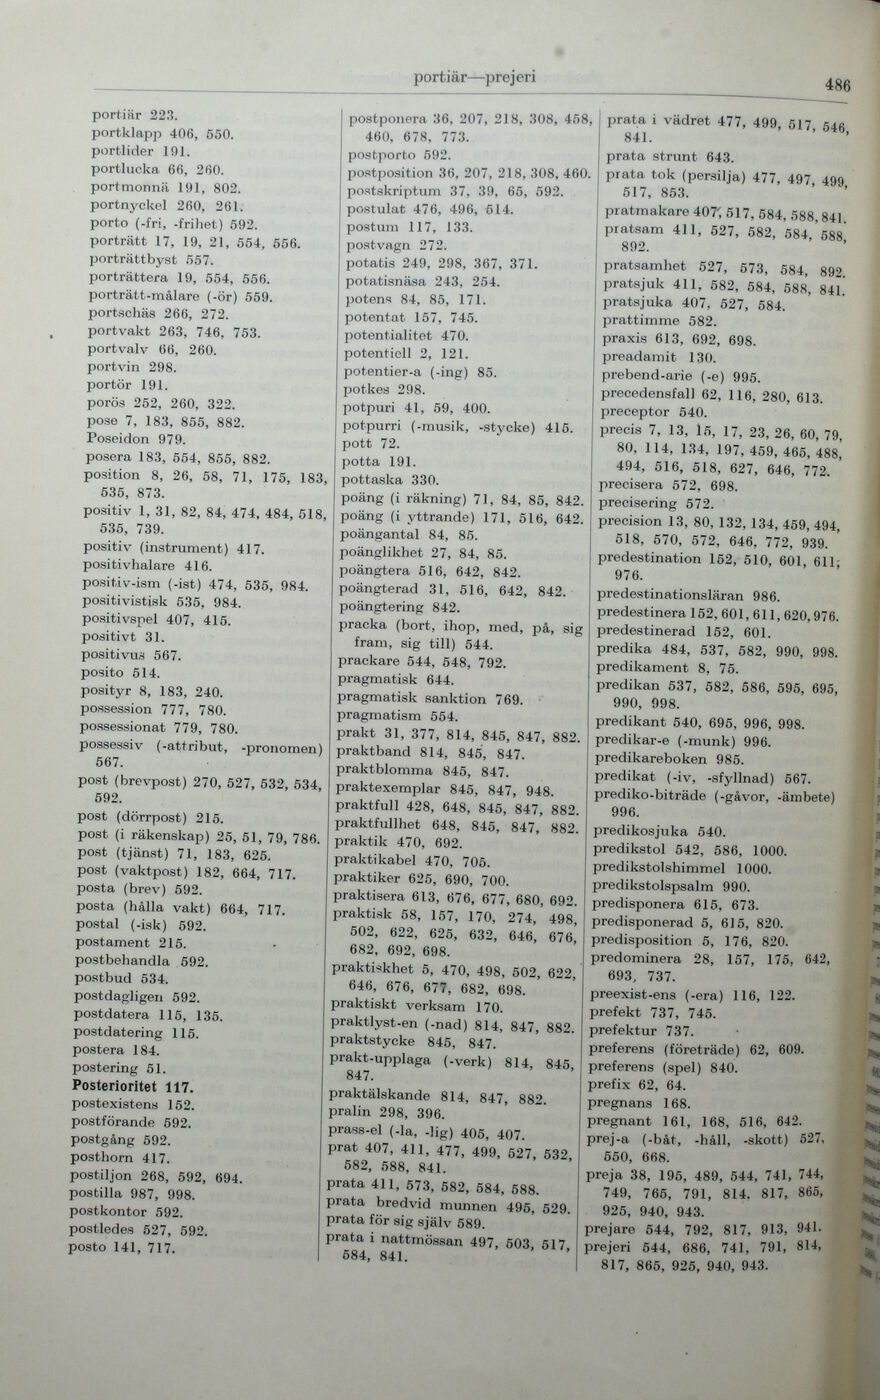 portiär—prejeri
486
portiär 223.
portklapp 406, 550.
portlider 191.
portlucka 66, 260.
portmonnä 191, 802.
portnyckel 260, 261.
porto (-fri, -frihet) 592.
porträtt 17, 19, 21, 554, 556.
porträttbyst 557.
porträttera 19, 554, 556.
porträtt-målare (-ör) 559.
portschäs 266, 272.
portvakt 263, 746, 753.
portvalv 66, 260.
portvin 298.
portör 191.
porös 252, 260, 322.
pose 7, 183, 855, 882.
Poseidon 979.
posera 183, 554, 855, 882.
position 8, 26, 58, 71, 175, 183,
535, 873.
positiv 1, 31, 82, 84, 474, 484, 518,
535, 739.
positiv (instrument) 417.
positivhalare 416.
positiv-ism (-ist) 474, 535, 984.
positivistisk 535, 984.
positivspel 407, 415.
positivt 31.
positivus 567.
posito 514.
posityr 8, 183, 240.
possession 777, 780.
possessionat 779, 780.
possessiv (-attribut, -pronomen)
567.
post (brevpost) 270, 527, 532, 534,
592.
post (dörrpost) 215.
post (i räkenskap) 25, 51, 79, 786.
post (tjänst) 71, 183, 625.
post (vaktpost) 182, 664, 717.
posta (brev) 592.
posta (hålla vakt) 664, 717.
postal (-isk) 592.
postament 215.
postbehandla 592.
postbud 534.
postdagligen 592.
postdatera 115, 135.
postdatering 115.
postera 184.
postering 51.
Posterioritet 117.
postexistens 152.
postförande 592.
postgång 592.
posthorn 417.
postiljon 268, 592, 694.
postilla 987, 998.
postkontor 592.
postledes 527, 592.
posto 141, 717.
postponera 36, 207, 218, 308, 458,
460, 678, 773.
postporto 592.
postposition 36, 207, 218, 308, 460.
postskriptum 37, 39, 65, 592.
postulat 476, 496, 514.
postum 117, 133.
postvagn 272.
potatis 249, 298, 367, 371.
potatisnäsa 243, 254.
potens 84, 85, 171.
potentat 157, 745.
potentialitet 470.
potentiell 2, 121.
potentier-a (-ing) 85.
potkes 298.
potpuri 41, 59, 400.
potpurri (-musik, -stycke) 415.
pott 72.
potta 191.
pottaska 330.
poäng (i räkning) 71, 84, 85, 842.
poäng (i yttrande) 171, 516, 642.
poängantal 84, 85.
poänglikhet 27, 84, 85.
poängtera 516, 642, 842.
poängterad 31, 516, 642, 842.
poängtering 842.
pracka (bort, ihop, med, på, sig
fram, sig till) 544.
prackare 544, 548, 792.
pragmatisk 644.
pragmatisk sanktion 769.
pragmatism 554.
prakt 31, 377, 814, 845, 847, 882.
praktband 814, 845, 847.
praktblomma 845, 847.
praktexemplar 845, 847, 948.
praktfull 428, 648, 845, 847, 882.
praktfullhet 648, 845, 847, 882.
praktik 470, 692.
praktikabel 470, 705.
praktiker 625, 690, 700.
praktisera 613, 676, 677, 680, 692.
praktisk 58, 157, 170, 274, 498,
502, 622, 625, 632, 646, 676,
682, 692, 698.
praktiskhet 5, 470, 498, 502, 622,
646, 676, 677, 682, 698.
praktiskt verksam 170.
praktlyst-en (-nad) 814, 847, 882.
praktstycke 845, 847.
prakt-upplaga (-verk) 814, 845,
847.
praktälskande 814, 847, 882.
pralin 298, 396.
prass-el (-la, -lig) 405, 407.
prat 407, 411, 477, 499, 527, 532,
582, 588, 841.
prata 411, 573, 582, 584, 588.
prata bredvid munnen 495, 529.
prata för sig själv 589.
prata i nattmössan 497, 503, 517,
584, 841.
prata i vädret 477, 499, 517, 546,
841.
prata strunt 643.
prata tok (persilja) 477, 497, 499,
517, 853.
pratmakare 407, 517, 584, 588, 841.
pratsam 411, 527, 582, 584, 588,
892.
pratsamhet 527, 573, 584, 892.
pratsjuk 411, 582, 584, 588, 841.
pratsjuka 407, 527, 584.
prattimme 582.
praxis 613, 692, 698.
preadamit 130.
prebend-arie (-e) 995.
precedensfall 62, 116, 280, 613.
preceptor 540.
precis 7, 13, 15, 17, 23, 26, 60, 79,
80, 114, 134, 197, 459, 465, 488,
494, 516, 518, 627, 646, 772.
precisera 572, 698.
precisering 572.
precision 13, 80, 132, 134, 459, 494,
518, 570, 572, 646, 772, 939.
predestination 152, 510, 601, 611,
976.
predestinationsläran 986.
predestinera 152, 601, 611, 620, 976.
predestinerad 152, 601.
predika 484, 537, 582, 990, 998.
predikament 8, 75.
predikan 537, 582, 586, 595, 695,
990, 998.
predikant 540, 695, 996, 998.
predikar-e (-munk) 996.
predikareboken 985.
predikat (-iv, -sfyllnad) 567.
prediko-biträde (-gåvor, -ämbete)
996.
predikosjuka 540.
predikstol 542, 586, 1000.
predikstolshimmel 1000.
predikstolspsalm 990.
predisponera 615, 673.
predisponerad 5, 615, 820.
predisposition 5, 176, 820.
predominera 28, 157, 175, 642,
693, 737.
preexist-ens (-era) 116, 122.
prefekt 737, 745.
prefektur 737.
preferens (företräde) 62, 609.
preferens (spel) 840.
prefix 62, 64.
pregnans 168.
pregnant 161, 168, 516, 642.
prej-a (-båt, -håll, -skott) 527,
550, 668.
preja 38, 195, 489, 544, 741, 744,
749, 765, 791, 814, 817, 865,
925, 940, 943.
prejare 544, 792, 817, 913, 941.
prejeri 544, 686, 741, 791, 814,
817, 865, 925, 940, 943.